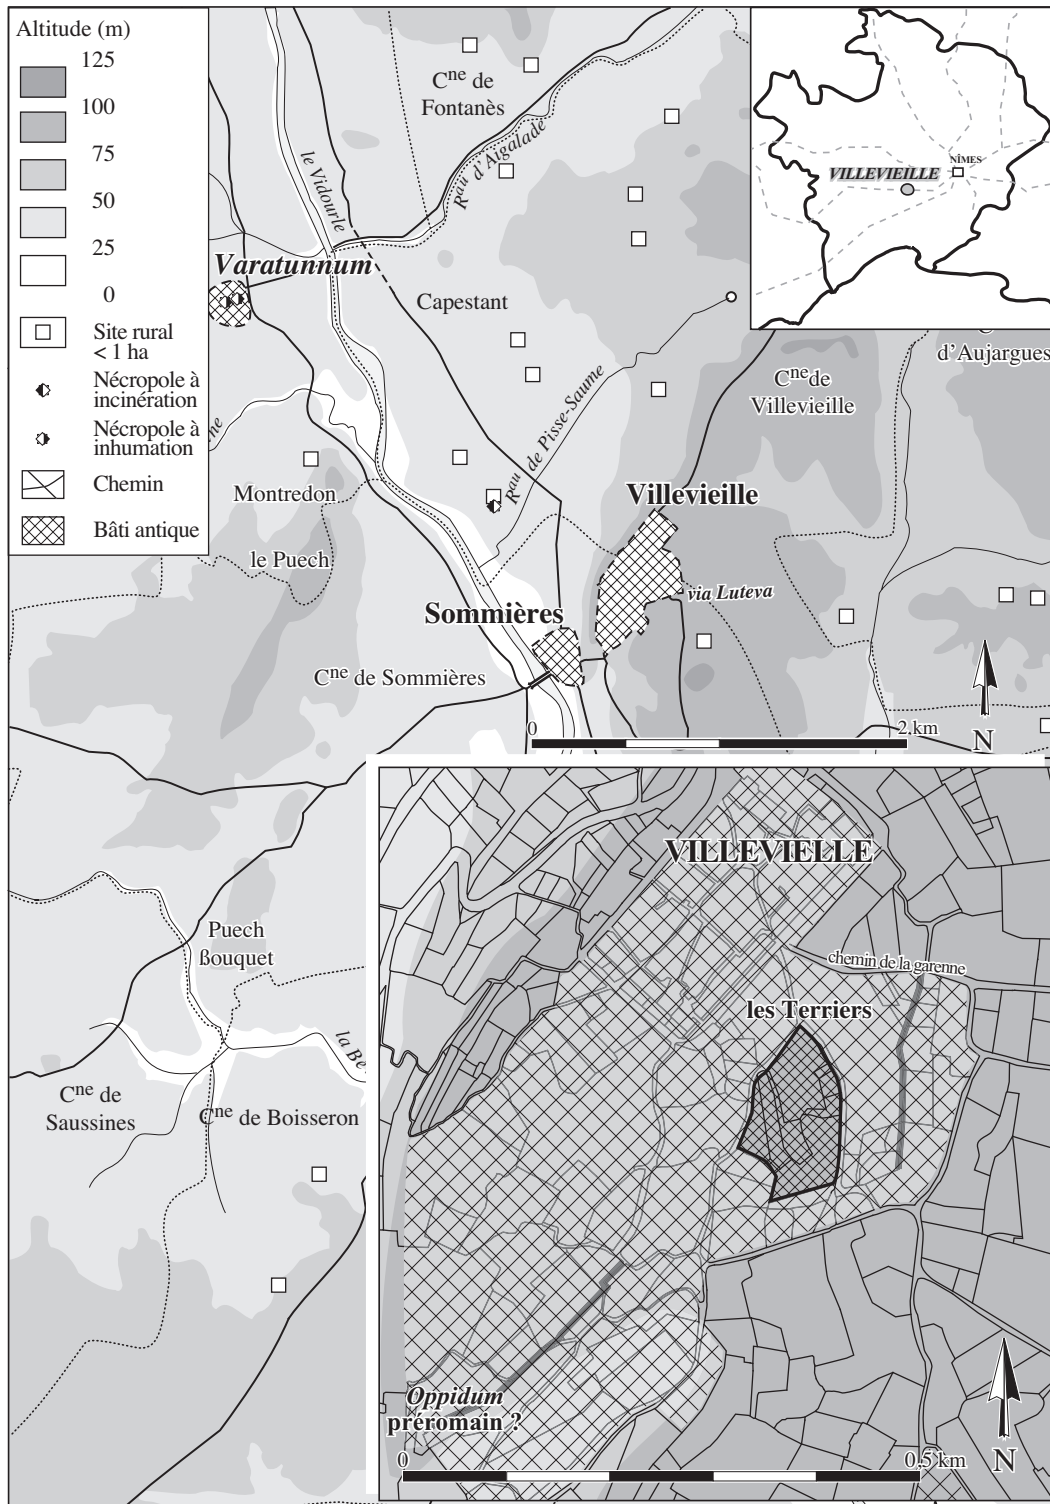 Altitude (m)
125
100
75
50
25
0
Site rural
< 1 ha
Nécropole à
incinération
Nécropole à
inhumation
Chemin
Bâti antique
Cne de
Fontanès
le Vidourle
Rau d'Aigalade
Varatunnum
Capestant
NÎMES
VILLEVIEILLE
d'Aujargues
Cne de
Villevieille
Rau de Pisse-Saume
Montredon
le Puech
Villevieille
via Luteva
Sommières
Cne de Sommières
0
2 km
N
Puech
Bouquet
la Be
Cne de
Saussines
Cne de Boisseron
VILLEVIELLE
chemin de la garenne
les Terriers
Oppidum
préromain ?
0
0,5 km
N